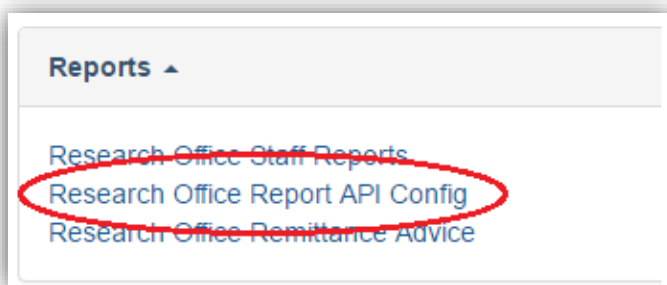 Reports
Research Office Staff Reports
Research Office Report API Config
Research Office Remittance Advice